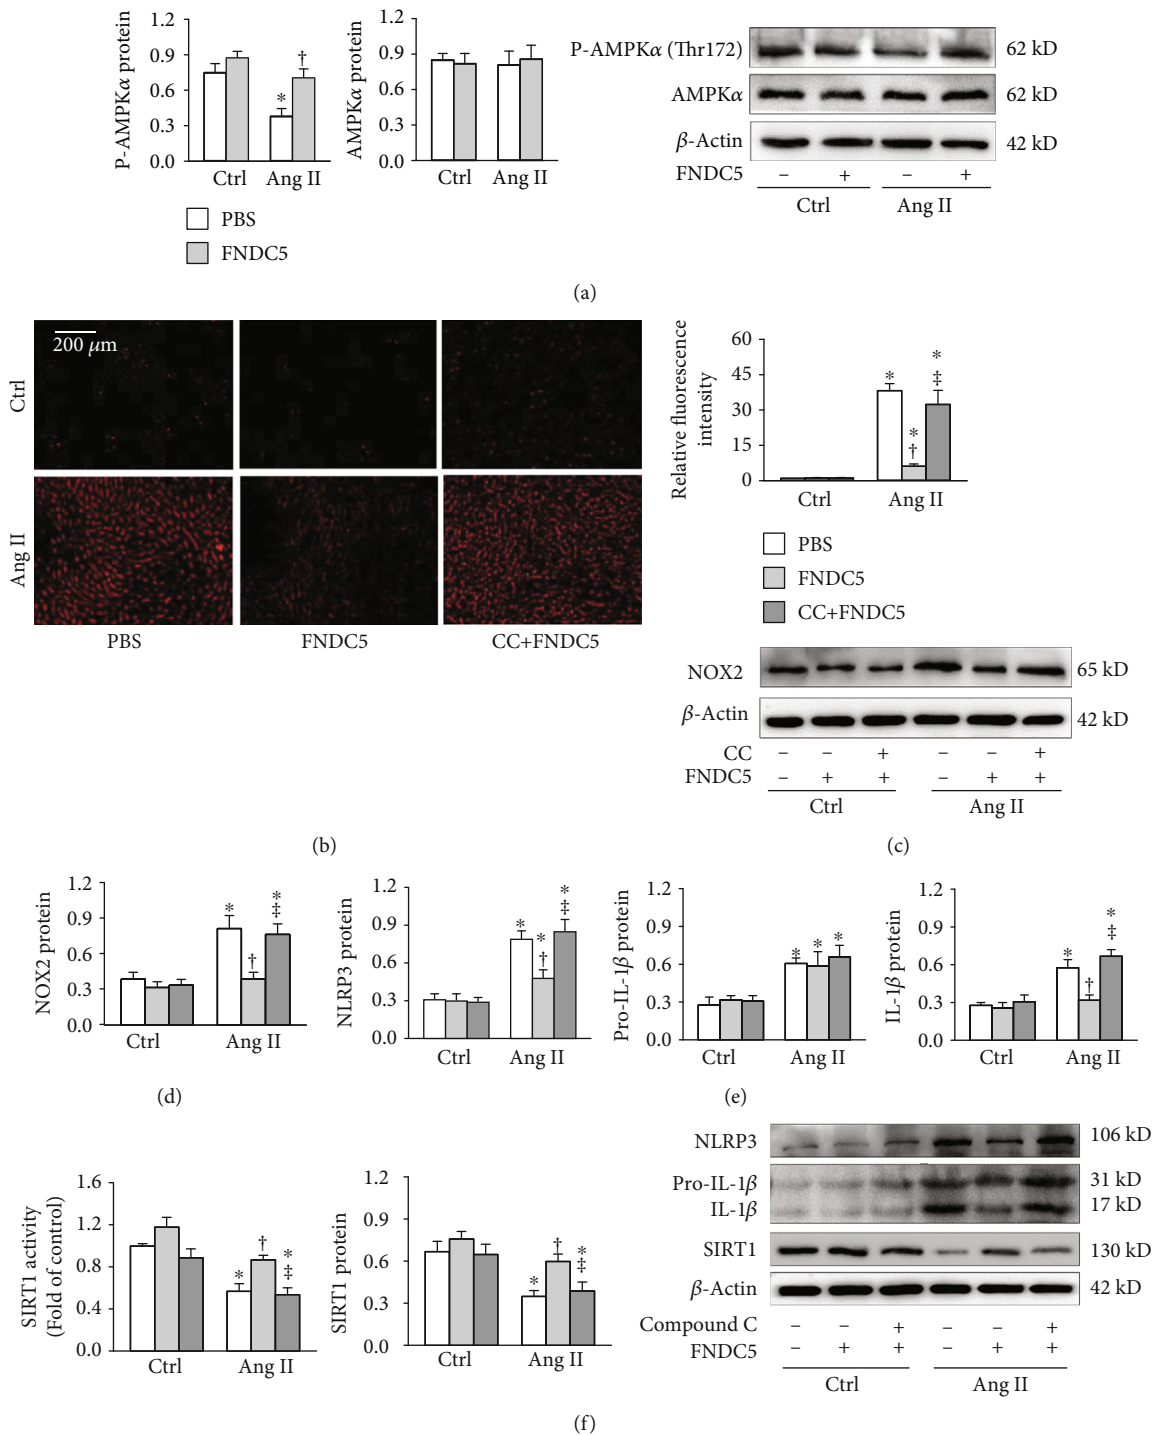 P-AMPKα protein
1.2
0.9
0.6
0.3
0.0
*
†
Ctrl
Ang II
AMPKα protein
1.2
0.9
0.6
0.3
0.0
Ctrl
Ang II
PBS
FNDC5
P-AMPKα (Thr172)
62 kD
AMPKα
62 kD
β-Actin
42 kD
FNDC5
– + – +
Ctrl
Ang II
(a)
200 μm
Ctrl
Ang II
PBS
FNDC5
CC+FNDC5
(b)
Relative fluorescence
intensity
60
45
30
15
0
*
*
†
*
‡
Ctrl
Ang II
PBS
FNDC5
CC+FNDC5
NOX2
65 kD
β-Actin
42 kD
CC
– – + – – +
FNDC5
– + + – + +
Ctrl
Ang II
(c)
NOX2 protein
1.2
0.9
0.6
0.3
0.0
*
†
*
‡
Ctrl
Ang II
(d)
NLRP3 protein
1.2
0.9
0.6
0.3
0.0
*
*
†
*
‡
Ctrl
Ang II
Pro-IL-1β protein
1.2
0.9
0.6
0.3
0.0
* * *
Ctrl
Ang II
IL-1β protein
1.2
0.9
0.6
0.3
0.0
*
†
*
‡
Ctrl
Ang II
(e)
SIRT1 activity
(Fold of control)
1.6
1.2
0.8
0.4
0.0
*
†
*
‡
Ctrl
Ang II
SIRT1 protein
1.2
0.9
0.6
0.3
0.0
*
†
*
‡
Ctrl
Ang II
NLRP3
106 kD
Pro-IL-1β
31 kD
IL-1β
17 kD
SIRT1
130 kD
β-Actin
42 kD
Compound C
– – + – – +
FNDC5
– + + – + +
Ctrl
Ang II
(f)